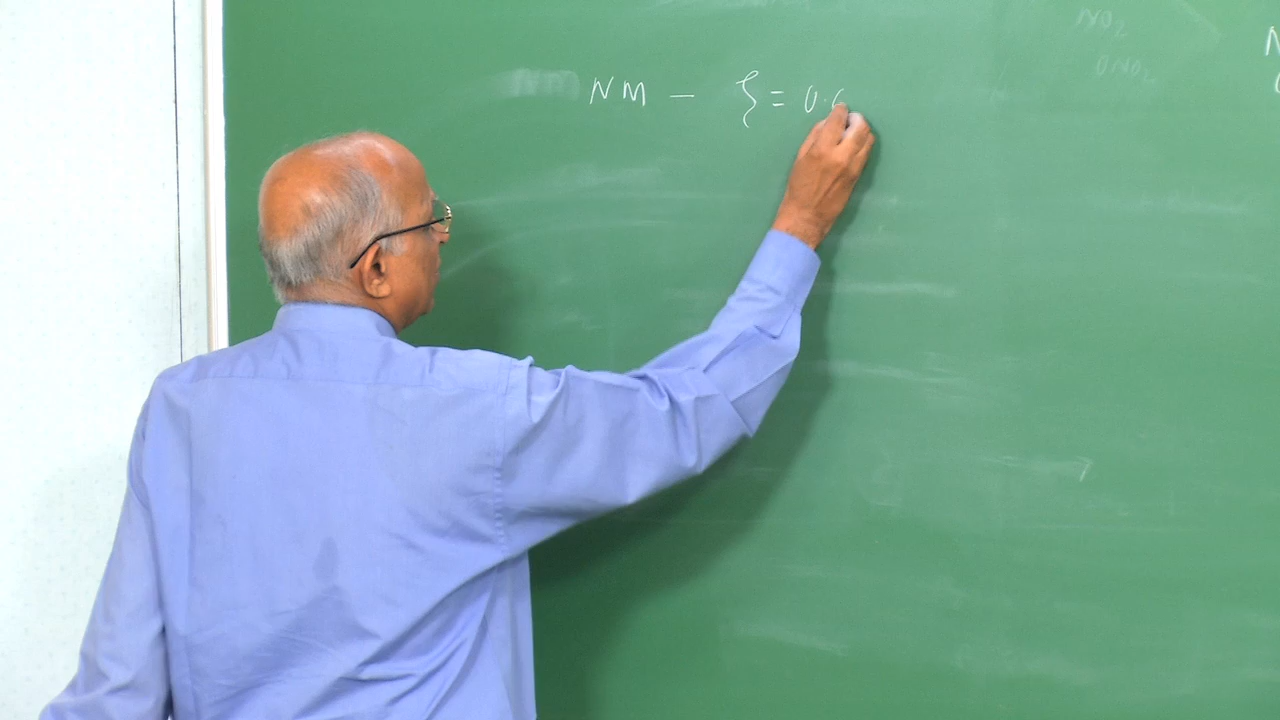 NM - ξ = 0.6
NO₂
ONO₂